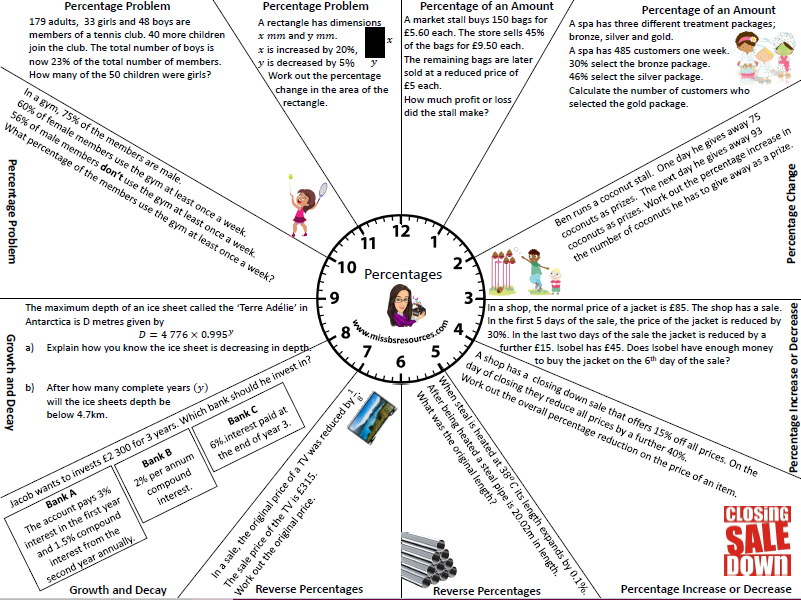 Percentage Problem
179 adults, 33 girls and 48 boys are
members of a tennis club. 40 more children
join the club. The total number of boys is
now 23% of the total number of members.
How many of the 50 children were girls?
Percentage Problem
A rectangle has dimensions
x mm and y mm.
x is increased by 20%,
y is decreased by 5%
Work out the percentage
change in the area of the
rectangle.
x
y
Percentage of an Amount
A market stall buys 150 bags for
£5.60 each. The store sells 45%
of the bags for £9.50 each.
The remaining bags are later
sold at a reduced price of
£5 each.
How much profit or loss
did the stall make?
Percentage of an Amount
A spa has three different treatment packages;
bronze, silver and gold.
A spa has 485 customers one week.
30% select the bronze package.
46% select the silver package.
Calculate the number of customers who
selected the gold package.
Percentage Change
Ben runs a coconut stall. One day he gives away 75
coconuts as prizes. The next day he gives away 93
coconuts as prizes. Work out the percentage increase in
the number of coconuts he has to give away as a prize.
Percentage Increase or Decrease
In a shop, the normal price of a jacket is £85. The shop has a sale.
In the first 5 days of the sale, the price of the jacket is reduced by
30%. In the last two days of the sale the jacket is reduced by a
further £15. Isobel has £45. Does Isobel have enough money
to buy the jacket on the 6th day of the sale?
A shop has a closing down sale that offers 15% off all prices. On the
day of closing they reduce all prices by a further 40%.
Work out the overall percentage reduction on the price of an item.
CLOSING
SALE
DOWN
Percentage Increase or Decrease
When steal is heated at 38°C its length expands by 0.1%.
After being heated a steal pipe is 20.02m in length.
What was the original length?
Reverse Percentages
In a sale, the original price of a TV was reduced by 1/6
The sale price of the TV is £315.
Work out the original price.
Reverse Percentages
Jacob wants to invests £2 300 for 3 years. Which bank should he invest in?
Bank A
The account pays 3%
interest in the first year
and 1.5% compound
interest from the
second year annually.
Bank B
2% per annum
compound
interest.
Bank C
6% interest paid at
the end of year 3.
Growth and Decay
Growth and Decay
The maximum depth of an ice sheet called the 'Terre Adélie' in
Antarctica is D metres given by
D = 4 776 × 0.995^y
a) Explain how you know the ice sheet is decreasing in depth.
b) After how many complete years (y)
will the ice sheets depth be
below 4.7km.
Percentage Problem
In a gym, 75% of the members are male.
60% of female members use the gym at least once a week.
56% of male members don't use the gym at least once a week.
What percentage of the members use the gym at least once a week?
12
1
2
3
4
5
6
7
8
9
10
11
Percentages
www.missbsresources.com